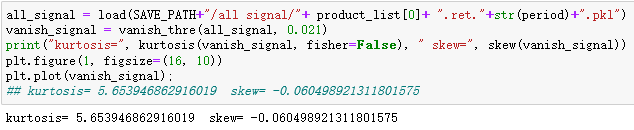 all_signal = load(SAVE_PATH+"/all signal/"+ product_list[0]+ ".ret."+str(period)+".pkl")
vanish_signal = vanish_thre(all_signal, 0.021)
print("kurtosis=", kurtosis(vanish_signal, fisher=False), " skew=", skew(vanish_signal))
plt.figure(1, figsize=(16, 10))
plt.plot(vanish_signal);
## kurtosis= 5.653946862916019  skew= -0.060498921311801575
kurtosis= 5.653946862916019  skew= -0.060498921311801575